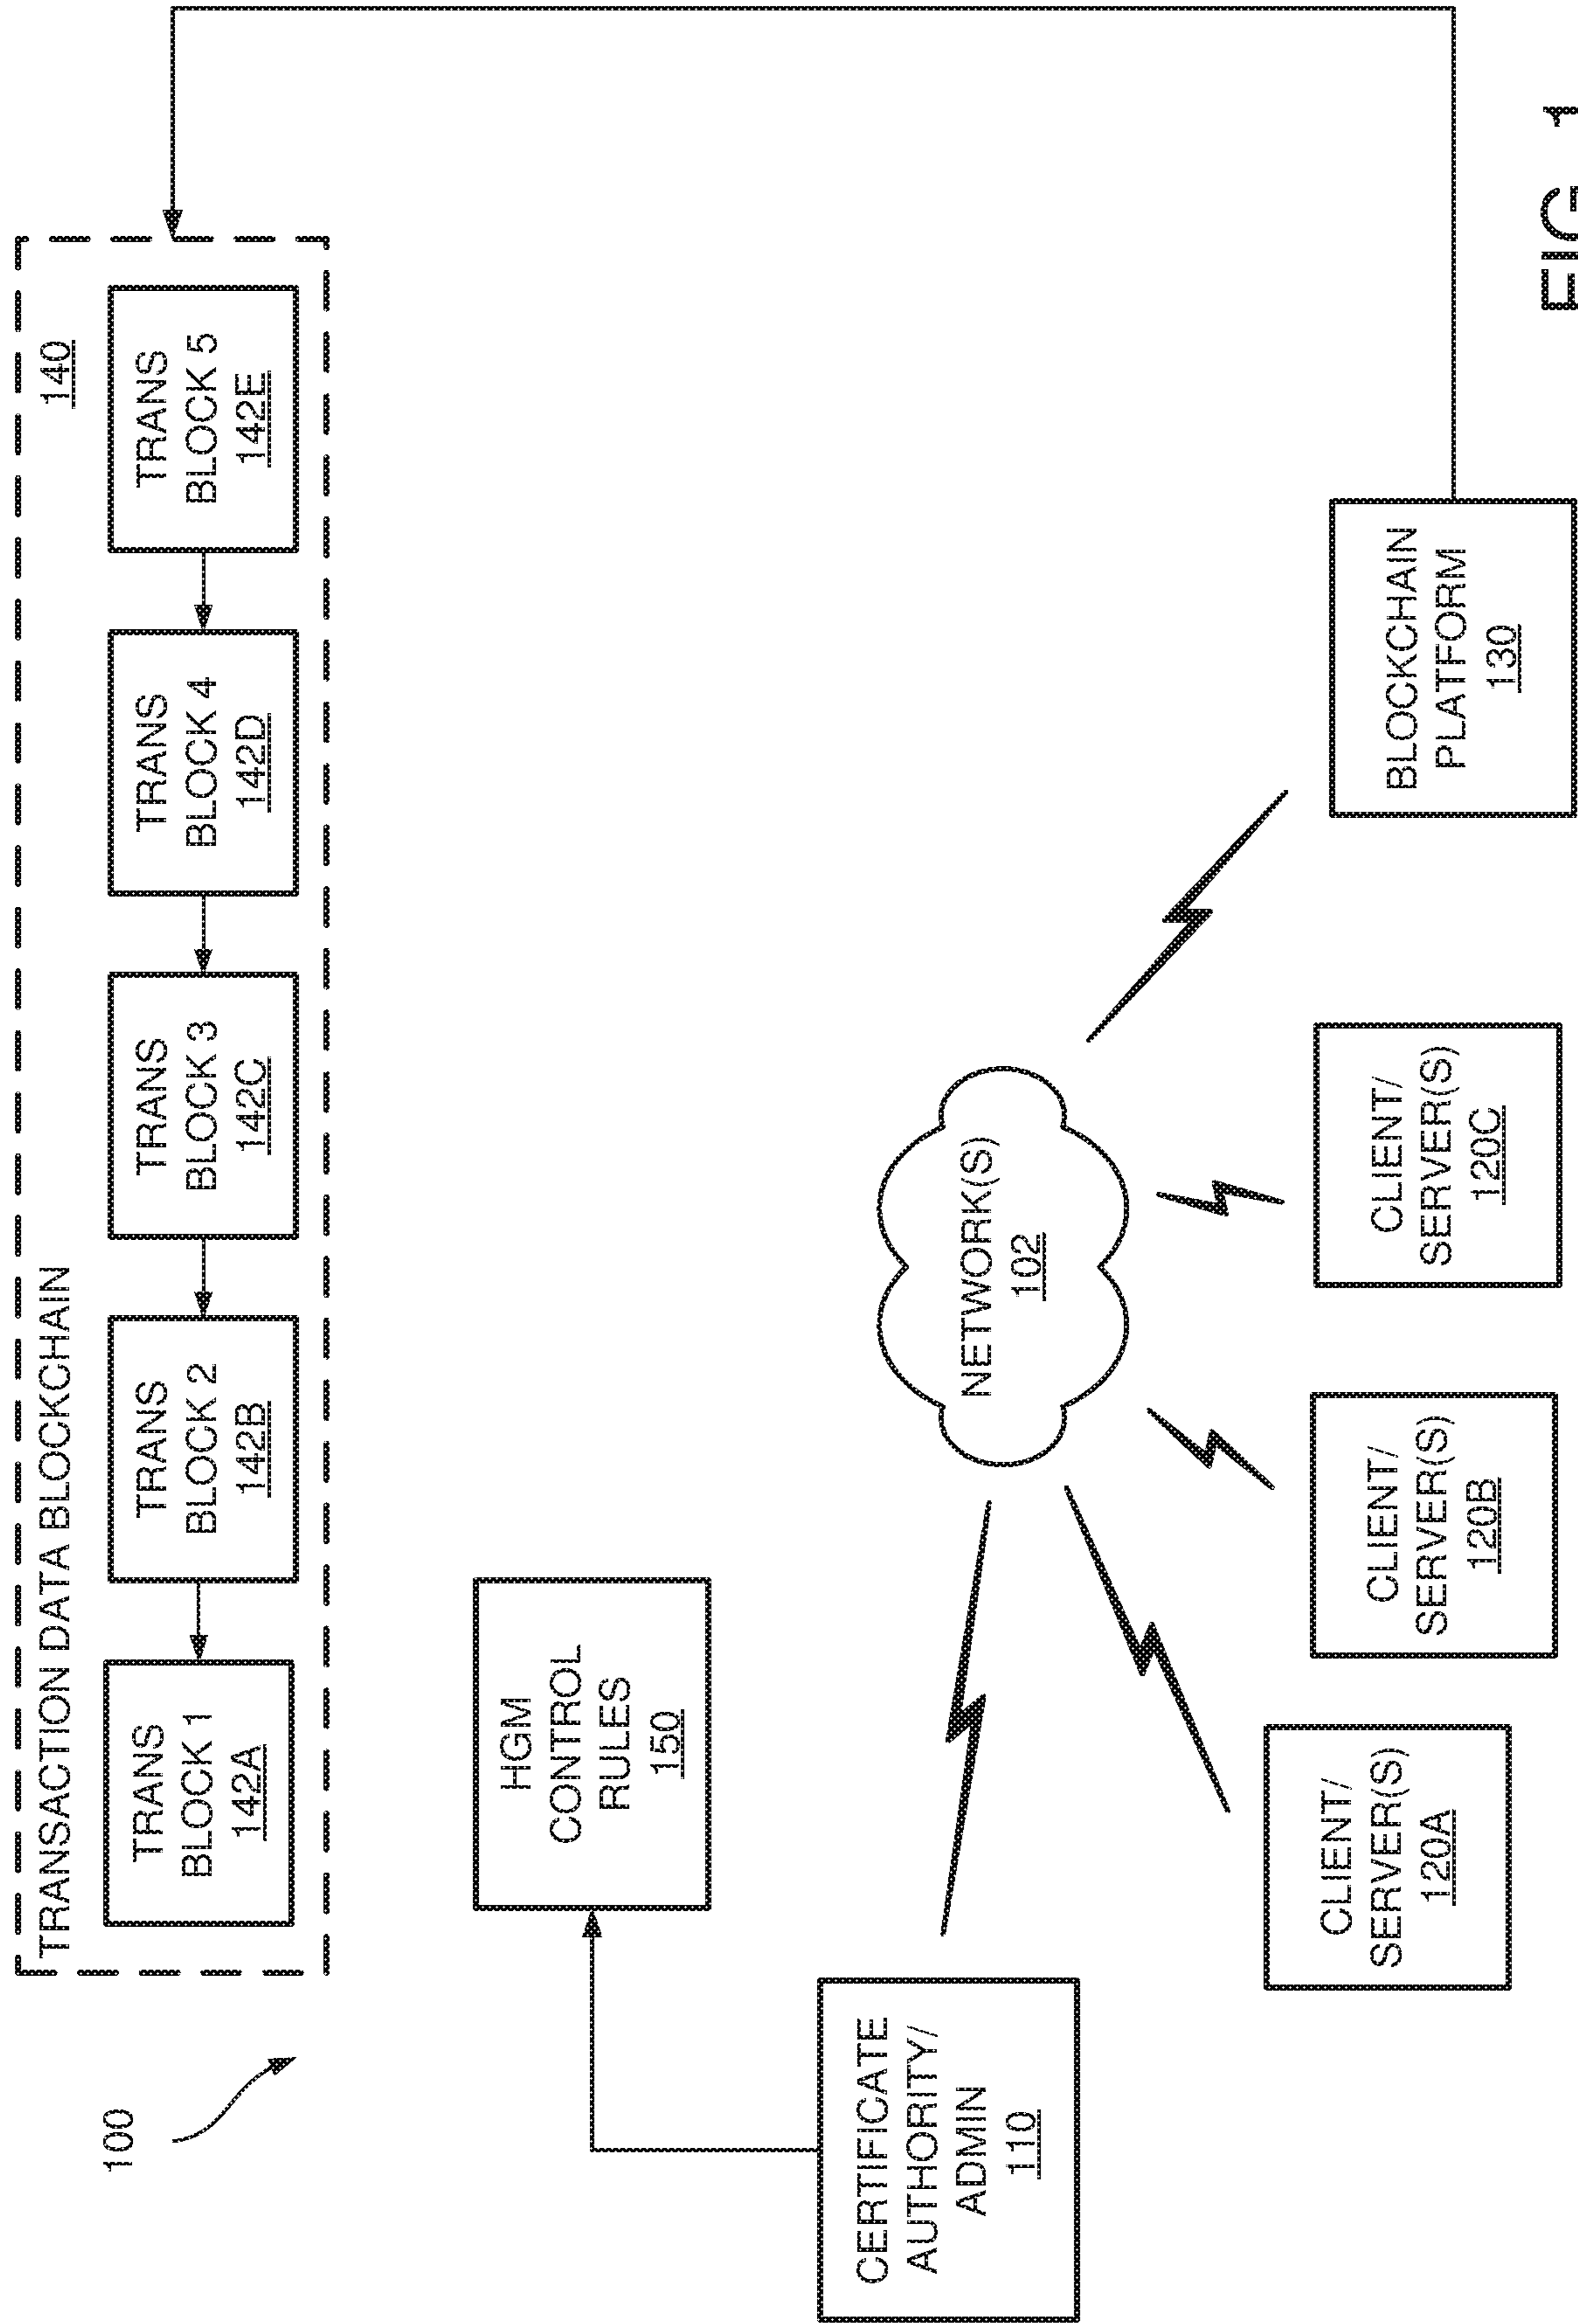 100
TRANSACTION DATA BLOCKCHAIN
140
TRANS
BLOCK 1
142A
TRANS
BLOCK 2
142B
TRANS
BLOCK 3
142C
TRANS
BLOCK 4
142D
TRANS
BLOCK 5
142E
HGM
CONTROL
RULES
150
CERTIFICATE
AUTHORITY/
ADMIN
110
NETWORK(S)
102
CLIENT/
SERVER(S)
120A
CLIENT/
SERVER(S)
120B
CLIENT/
SERVER(S)
120C
BLOCKCHAIN
PLATFORM
130
FIG. 1